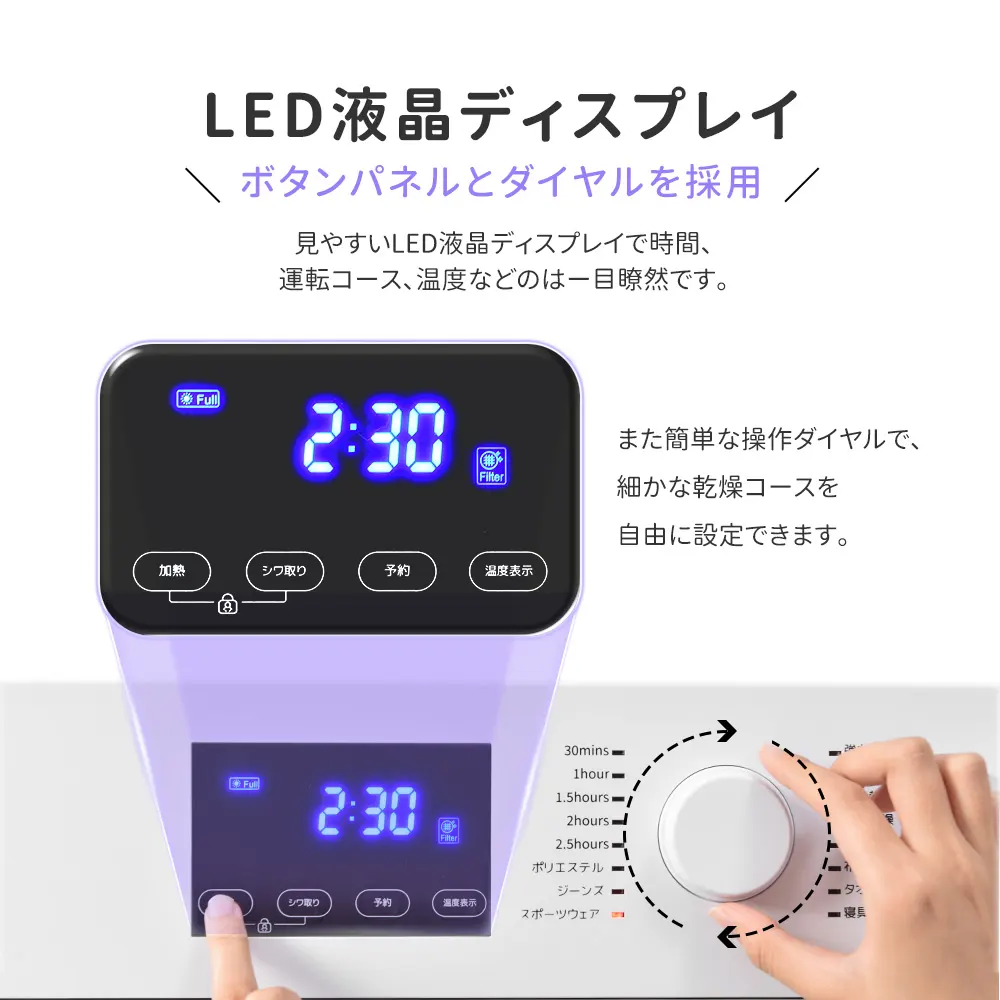 LED液晶ディスプレイ
ボタンパネルとダイヤルを採用
見やすいLED液晶ディスプレイで時間、
運転コース、温度などのは一目瞭然です。
Full
2:30
Filter
加熱
シワ取り
予約
温度表示
また簡単な操作ダイヤルで、
細かな乾燥コースを
自由に設定できます。
Full
2:30
Filter
シワ取り
予約
温度表示
30mins
1hour
1.5hours
2hours
2.5hours
ポリエステル
ジーンズ
スポーツウェア
寝具